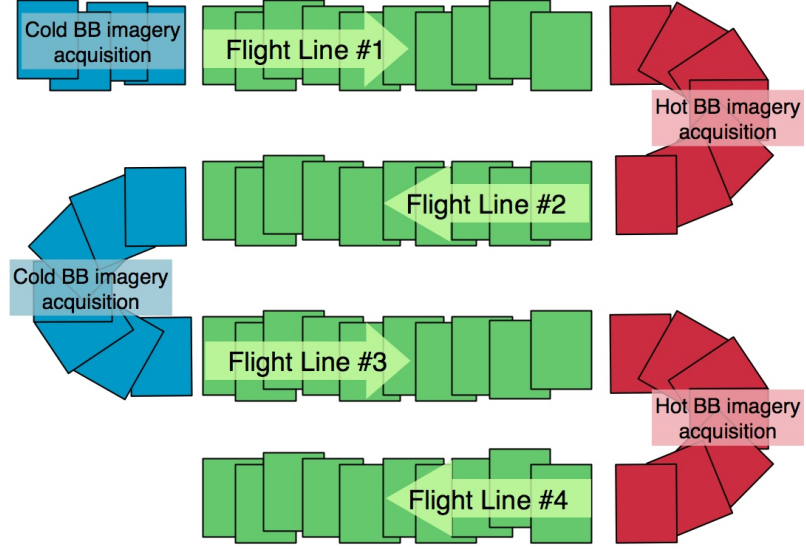 Cold BB imagery
acquisition
Flight Line #1
Hot BB imagery
acquisition
Flight Line #2
Cold BB imagery
acquisition
Flight Line #3
Hot BB imagery
acquisition
Flight Line #4